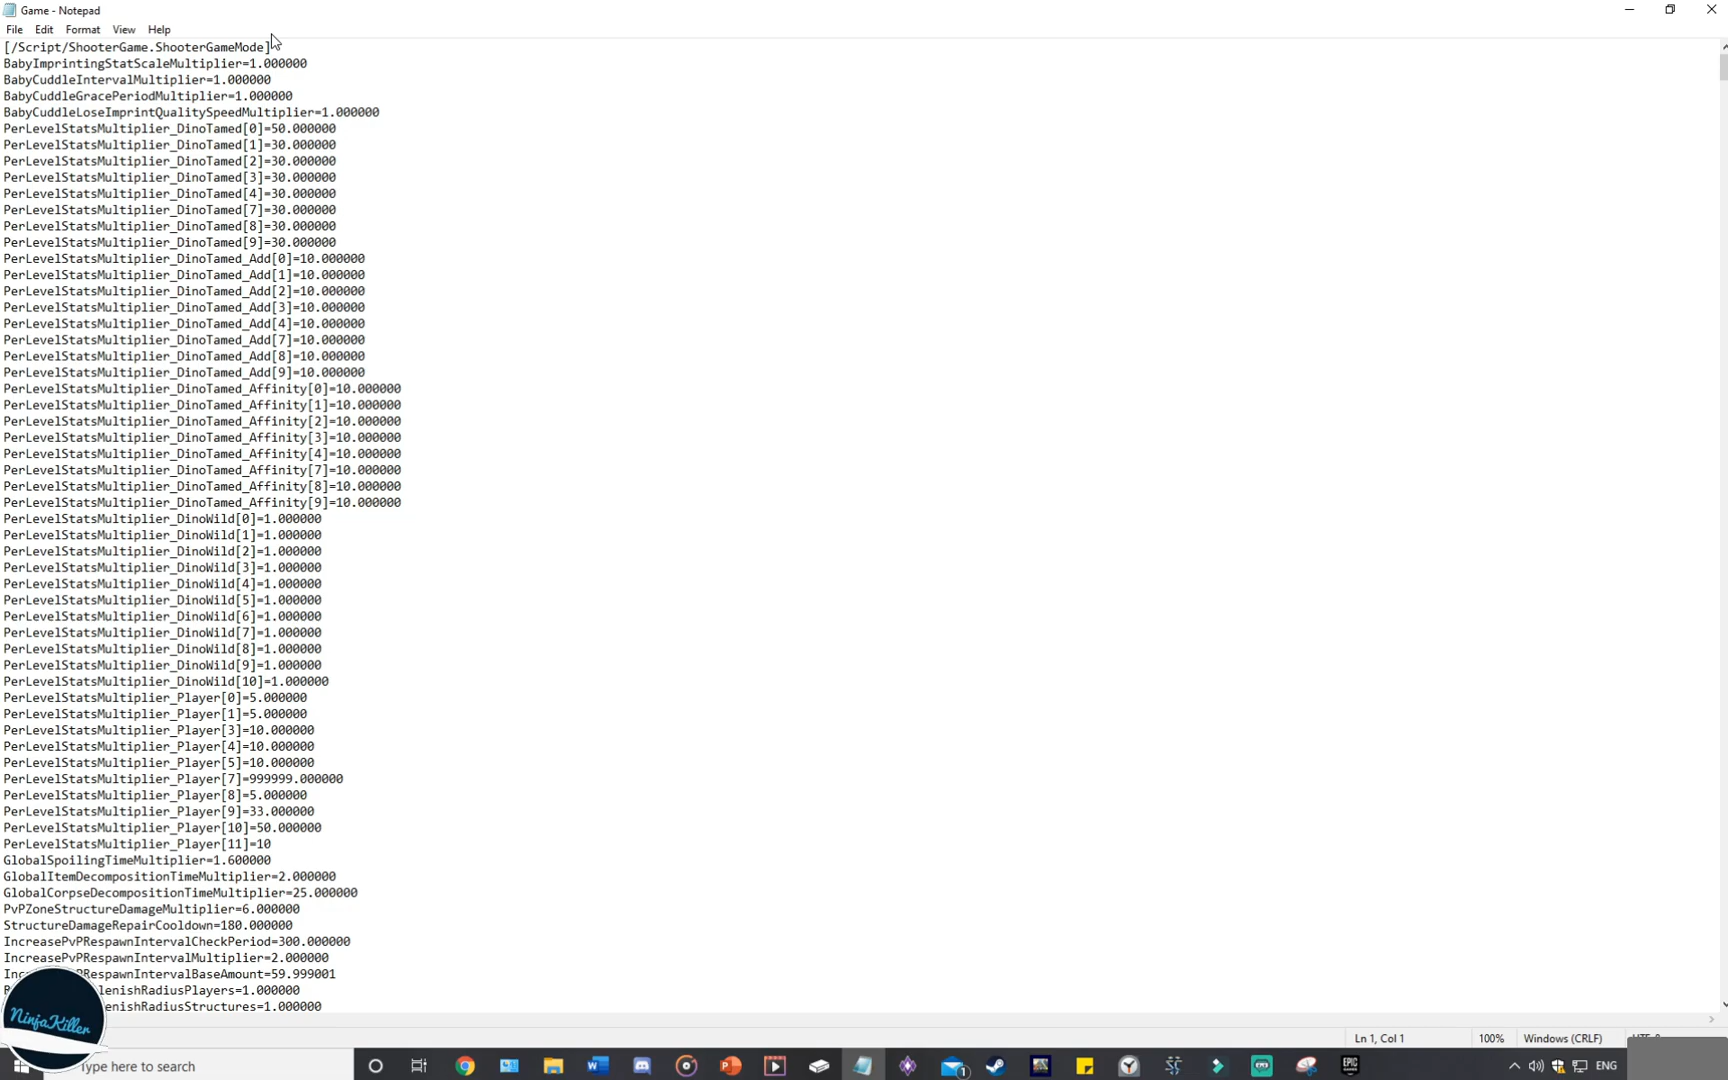 Game - Notepad
File Edit Format View Help
[/Script/ShooterGame.ShooterGameMode]
BabyImprintingStatScaleMultiplier=1.000000
BabyCuddleIntervalMultiplier=1.000000
BabyCuddleGracePeriodMultiplier=1.000000
BabyCuddleLoseImprintQualitySpeedMultiplier=1.000000
PerLevelStatsMultiplier_DinoTamed[0]=50.000000
PerLevelStatsMultiplier_DinoTamed[1]=30.000000
PerLevelStatsMultiplier_DinoTamed[2]=30.000000
PerLevelStatsMultiplier_DinoTamed[3]=30.000000
PerLevelStatsMultiplier_DinoTamed[4]=30.000000
PerLevelStatsMultiplier_DinoTamed[7]=30.000000
PerLevelStatsMultiplier_DinoTamed[8]=30.000000
PerLevelStatsMultiplier_DinoTamed[9]=30.000000
PerLevelStatsMultiplier_DinoTamed_Add[0]=10.000000
PerLevelStatsMultiplier_DinoTamed_Add[1]=10.000000
PerLevelStatsMultiplier_DinoTamed_Add[2]=10.000000
PerLevelStatsMultiplier_DinoTamed_Add[3]=10.000000
PerLevelStatsMultiplier_DinoTamed_Add[4]=10.000000
PerLevelStatsMultiplier_DinoTamed_Add[7]=10.000000
PerLevelStatsMultiplier_DinoTamed_Add[8]=10.000000
PerLevelStatsMultiplier_DinoTamed_Add[9]=10.000000
PerLevelStatsMultiplier_DinoTamed_Affinity[0]=10.000000
PerLevelStatsMultiplier_DinoTamed_Affinity[1]=10.000000
PerLevelStatsMultiplier_DinoTamed_Affinity[2]=10.000000
PerLevelStatsMultiplier_DinoTamed_Affinity[3]=10.000000
PerLevelStatsMultiplier_DinoTamed_Affinity[4]=10.000000
PerLevelStatsMultiplier_DinoTamed_Affinity[7]=10.000000
PerLevelStatsMultiplier_DinoTamed_Affinity[8]=10.000000
PerLevelStatsMultiplier_DinoTamed_Affinity[9]=10.000000
PerLevelStatsMultiplier_DinoWild[0]=1.000000
PerLevelStatsMultiplier_DinoWild[1]=1.000000
PerLevelStatsMultiplier_DinoWild[2]=1.000000
PerLevelStatsMultiplier_DinoWild[3]=1.000000
PerLevelStatsMultiplier_DinoWild[4]=1.000000
PerLevelStatsMultiplier_DinoWild[5]=1.000000
PerLevelStatsMultiplier_DinoWild[6]=1.000000
PerLevelStatsMultiplier_DinoWild[7]=1.000000
PerLevelStatsMultiplier_DinoWild[8]=1.000000
PerLevelStatsMultiplier_DinoWild[9]=1.000000
PerLevelStatsMultiplier_DinoWild[10]=1.000000
PerLevelStatsMultiplier_Player[0]=5.000000
PerLevelStatsMultiplier_Player[1]=5.000000
PerLevelStatsMultiplier_Player[3]=10.000000
PerLevelStatsMultiplier_Player[4]=10.000000
PerLevelStatsMultiplier_Player[5]=10.000000
PerLevelStatsMultiplier_Player[7]=999999.000000
PerLevelStatsMultiplier_Player[8]=5.000000
PerLevelStatsMultiplier_Player[9]=33.000000
PerLevelStatsMultiplier_Player[10]=50.000000
PerLevelStatsMultiplier_Player[11]=10
GlobalSpoilingTimeMultiplier=1.600000
GlobalItemDecompositionTimeMultiplier=2.000000
GlobalCorpseDecompositionTimeMultiplier=25.000000
PvPZoneStructureDamageMultiplier=6.000000
StructureDamageRepairCooldown=180.000000
IncreasePvPRespawnIntervalCheckPeriod=300.000000
IncreasePvPRespawnIntervalMultiplier=2.000000
PRespawnIntervalBaseAmount=59.999001
lenishRadiusPlayers=1.000000
enishRadiusStructures=1.000000
NinjaKiller
Ln 1, Col 1 100% Windows (CRLF)
Type here to search
1
EPIC GAMES
ENG